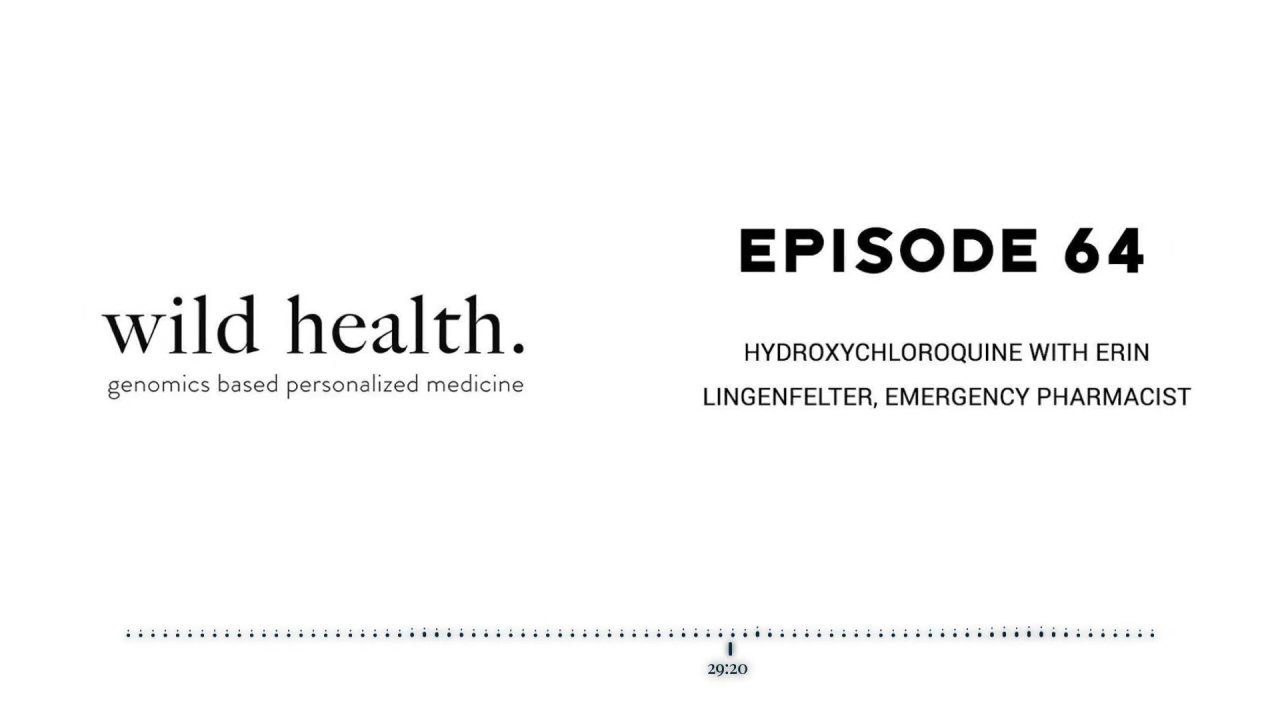 wild health.
genomics based personalized medicine
EPISODE 64
HYDROXYCHLOROQUINE WITH ERIN
LINGENFELTER, EMERGENCY PHARMACIST
29:20